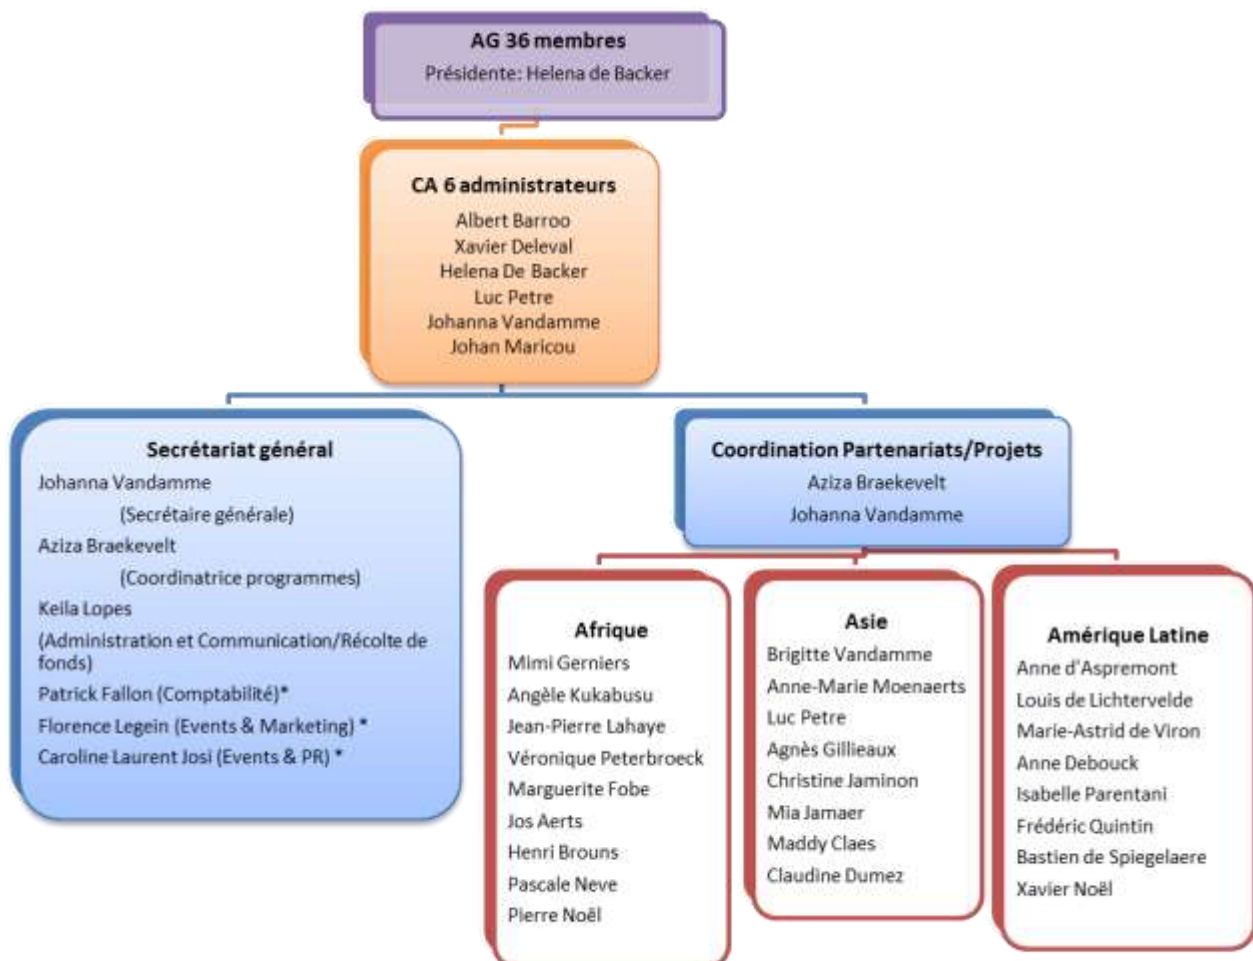 AG 36 membres
Présidente: Helena de Backer
CA 6 administrateurs
Albert Barroo
Xavier Deleval
Helena De Backer
Luc Petre
Johanna Vandamme
Johan Maricou
Secrétariat général
Johanna Vandamme
(Secrétaire générale)
Aziza Braekevelt
(Coordinatrice programmes)
Keila Lopes
(Administration et Communication/Récolte de
fonds)
Patrick Fallon (Comptabilité)*
Florence Legein (Events & Marketing) *
Caroline Laurent Josi (Events & PR) *
Coordination Partenariats/Projets
Aziza Braekevelt
Johanna Vandamme
Afrique
Mimi Gerniers
Angèle Kukabusu
Jean-Pierre Lahaye
Véronique Peterbroeck
Marguerite Fobe
Jos Aerts
Henri Brouns
Pascale Neve
Pierre Noël
Asie
Brigitte Vandamme
Anne-Marie Moenaerts
Luc Petre
Agnès Gillieaux
Christine Jaminon
Mia Jamaer
Maddy Claes
Claudine Dumez
Amérique Latine
Anne d'Aspremont
Louis de Lichtervelde
Marie-Astrid de Viron
Anne Debouck
Isabelle Parentani
Frédéric Quintin
Bastien de Spiegelaere
Xavier Noël